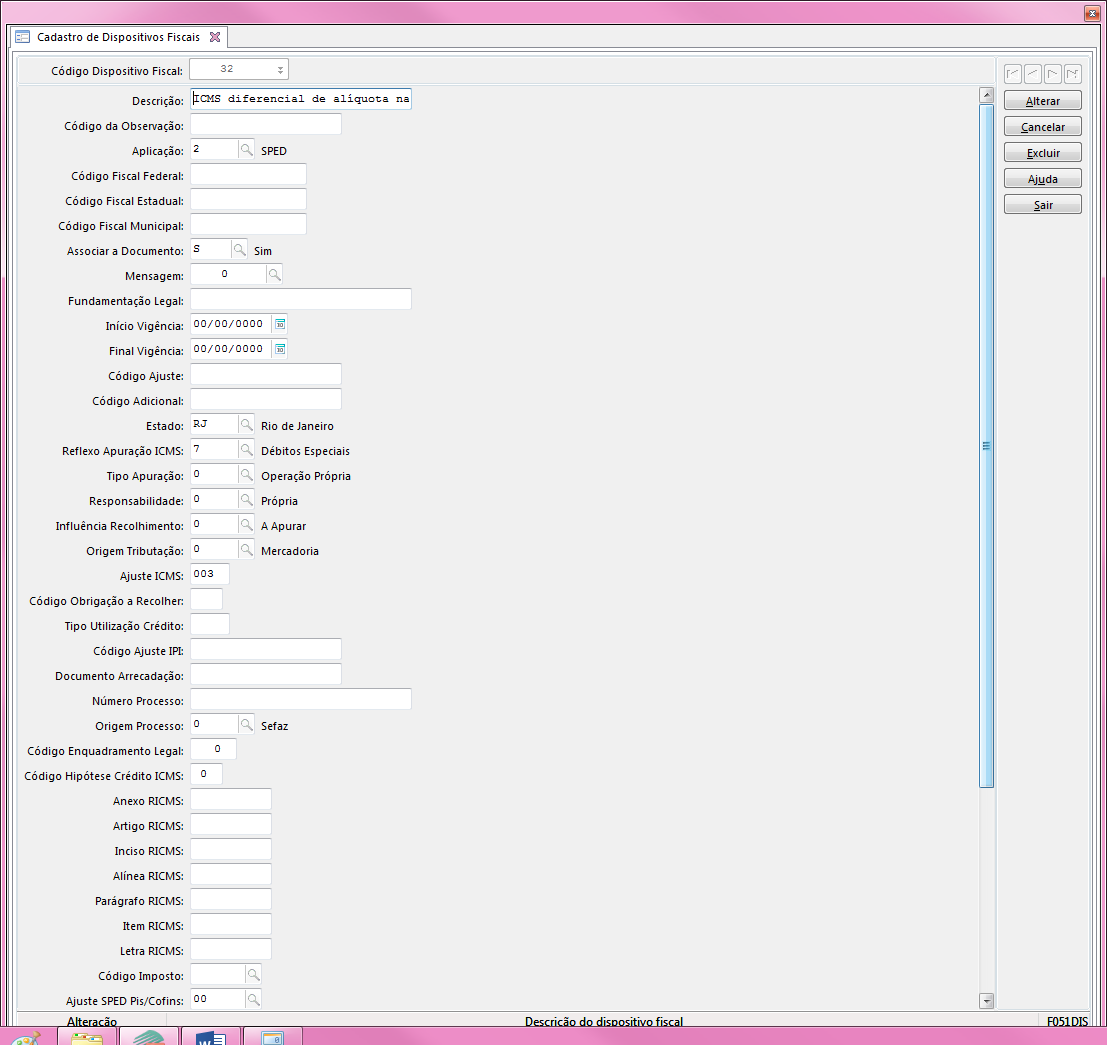 Cadastro de Dispositivos Fiscais
Código Dispositivo Fiscal: 32
Descrição: ICMS diferencial de alíquota na
Código da Observação:
Aplicação: 2 SPED
Código Fiscal Federal:
Código Fiscal Estadual:
Código Fiscal Municipal:
Associar a Documento: S Sim
Mensagem: 0
Fundamentação Legal:
Início Vigência: 00/00/0000
Final Vigência: 00/00/0000
Código Ajuste:
Código Adicional:
Estado: RJ Rio de Janeiro
Reflexo Apuração ICMS: 7 Débitos Especiais
Tipo Apuração: 0 Operação Própria
Responsabilidade: 0 Própria
Influência Recolhimento: 0 A Apurar
Origem Tributação: 0 Mercadoria
Ajuste ICMS: 003
Código Obrigação a Recolher:
Tipo Utilização Crédito:
Código Ajuste IPI:
Documento Arrecadação:
Número Processo:
Origem Processo: 0 Sefaz
Código Enquadramento Legal: 0
Código Hipótese Crédito ICMS: 0
Anexo RICMS:
Artigo RICMS:
Inciso RICMS:
Alínea RICMS:
Parágrafo RICMS:
Item RICMS:
Letra RICMS:
Código Imposto:
Ajuste SPED Pis/Cofins: 00
Alterar
Cancelar
Excluir
Ajuda
Sair
Alteração Descrição do dispositivo fiscal F051DIS